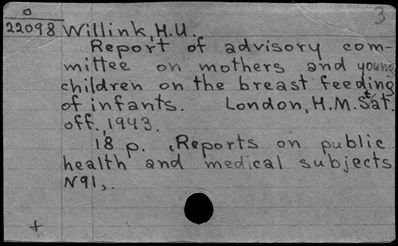 o 3
22098 Willink, H.U.
Report of advisory com-
mittee on mothers and young
children on the breast feeding
of infants. London, H.M. Stat.
off., 1943.
18 p. (Reports on public
health and medical subjects
N91).
+